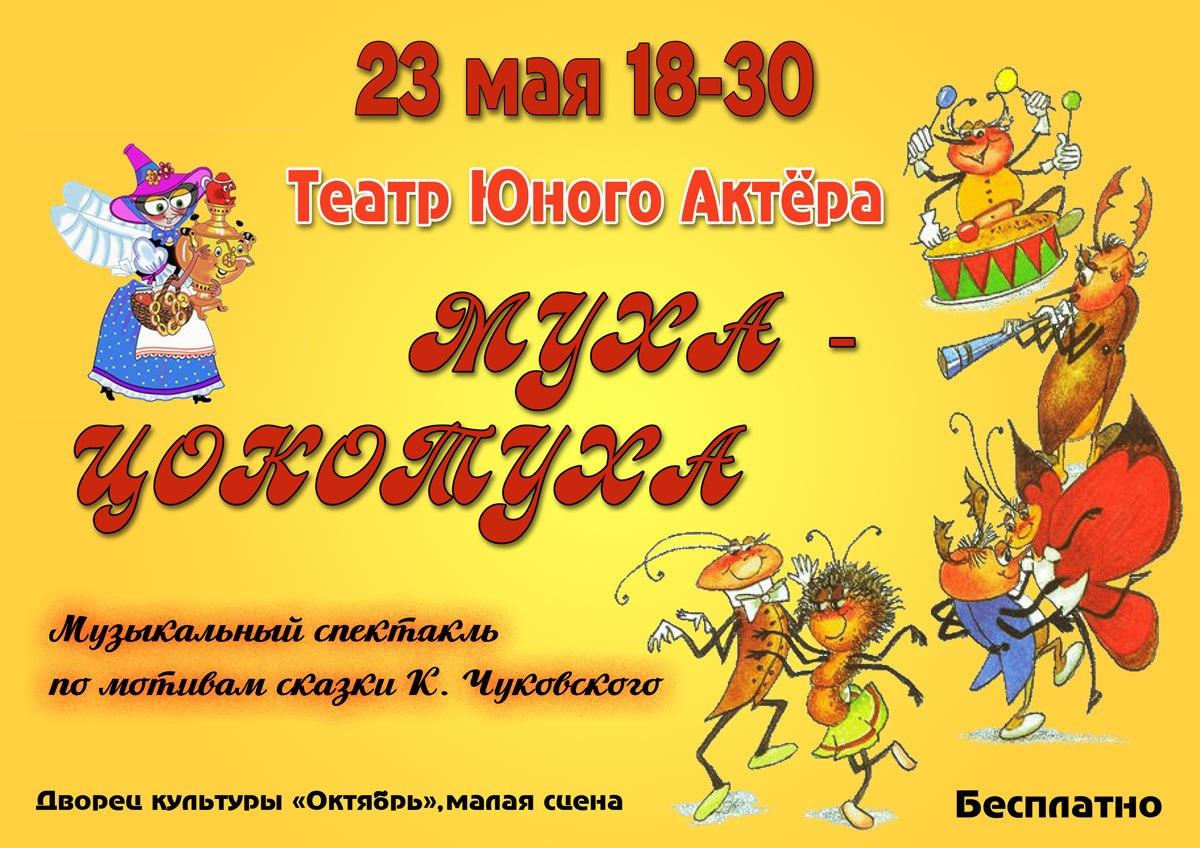 23 мая 18-30
Театр Юного Актёра
МУХА -
ЦОКОТУХА
Музыкальный спектакль
по мотивам сказки К. Чуковского
Дворец культуры «Октябрь»,малая сцена
Бесплатно